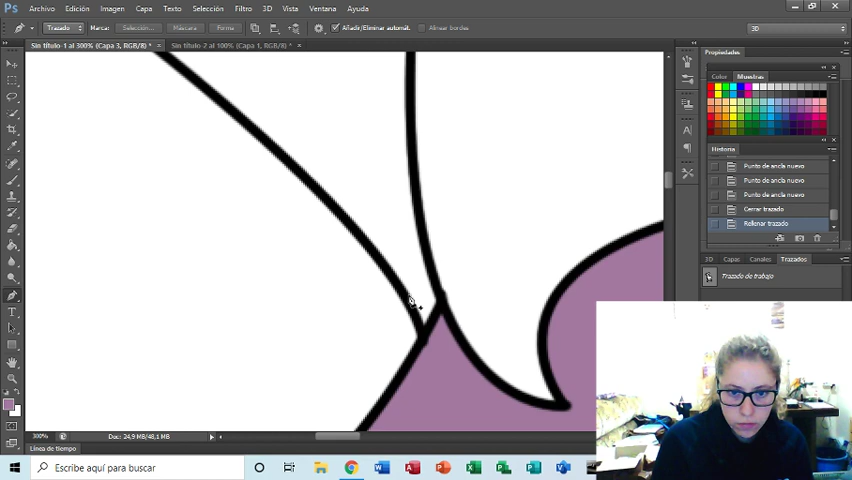 Ps Archivo Edición Imagen Capa Texto Selección Filtro 3D Vista Ventana Ayuda
Trazado Marca: Selección... Máscara Forma Añadir/Eliminar automát. Alinear bordes 3D
Sin título-1 al 300% (Capa 3, RGB/8) * × Sin título-2 al 100% (Capa 1, RGB/8) * ×
Propiedades
Color Muestras
Historia
Punto de ancla nuevo
Punto de ancla nuevo
Punto de ancla nuevo
Cerrar trazado
Rellenar trazado
3D Capas Canales Trazados
Trazado de trabajo
300% Doc: 24,9 MB/48,1 MB
Línea de tiempo
Escribe aquí para buscar